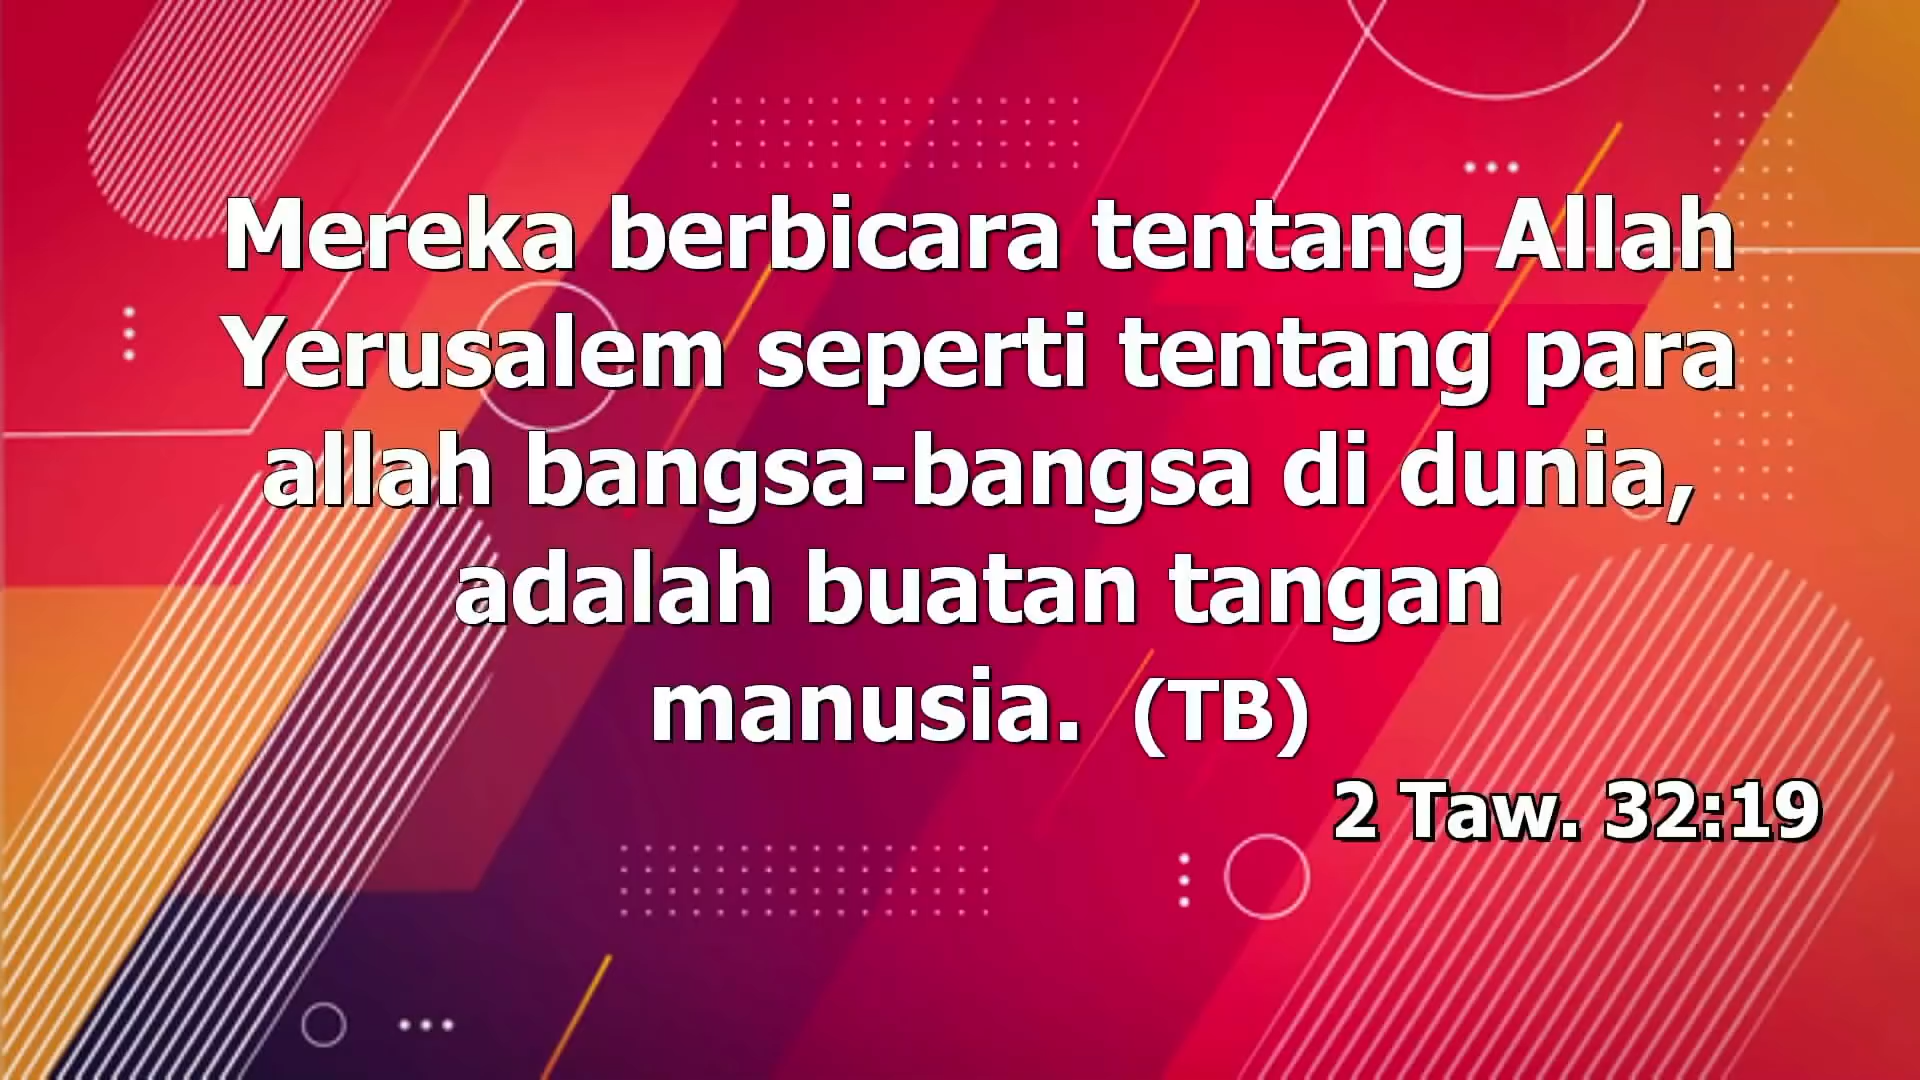 Mereka berbicara tentang Allah
Yerusalem seperti tentang para
allah bangsa-bangsa di dunia,
adalah buatan tangan
manusia. (TB)
2 Taw. 32:19